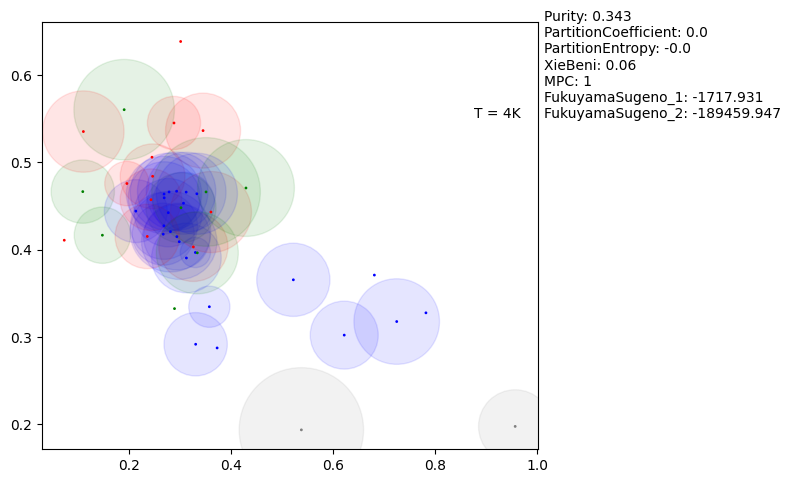 Purity: 0.343
PartitionCoefficient: 0.0
PartitionEntropy: -0.0
XieBeni: 0.06
MPC: 1
FukuyamaSugeno_1: -1717.931
FukuyamaSugeno_2: -189459.947
T = 4K
0.6
0.5
0.4
0.3
0.2
0.2 0.4 0.6 0.8 1.0